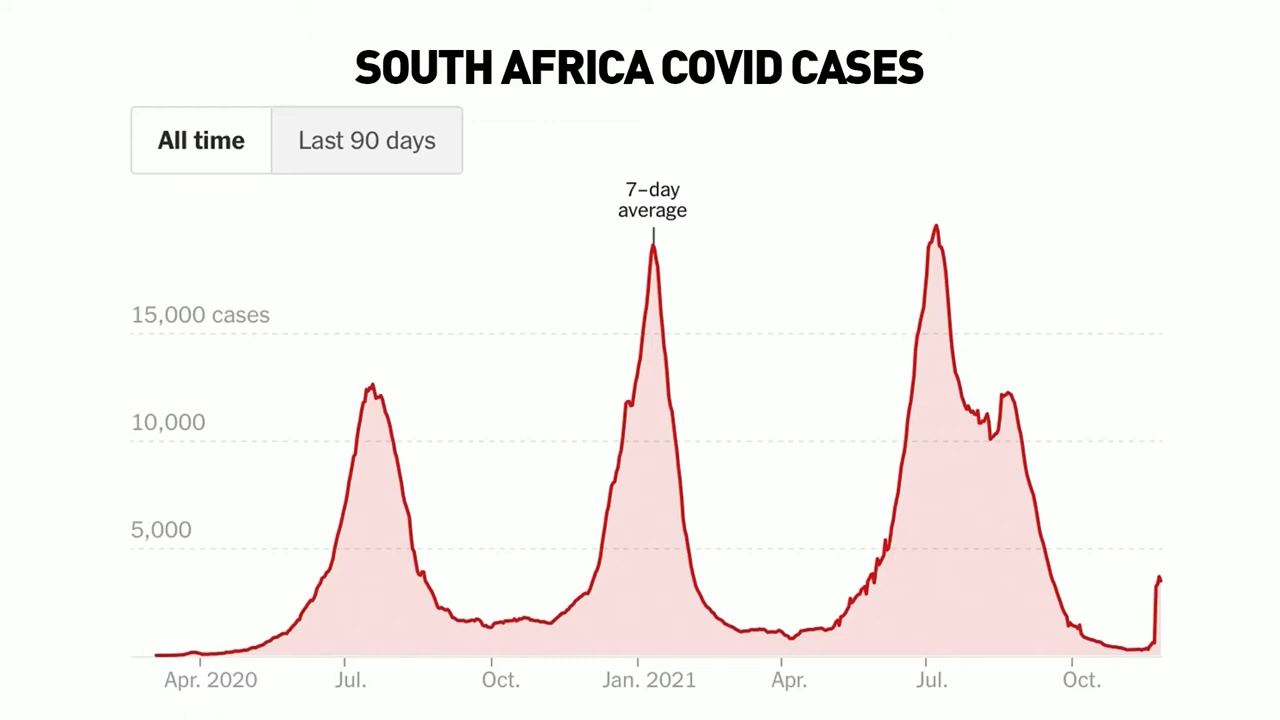 SOUTH AFRICA COVID CASES
All time Last 90 days
7-day
average
15,000 cases
10,000
5,000
Apr. 2020 Jul. Oct. Jan. 2021 Apr. Jul. Oct.